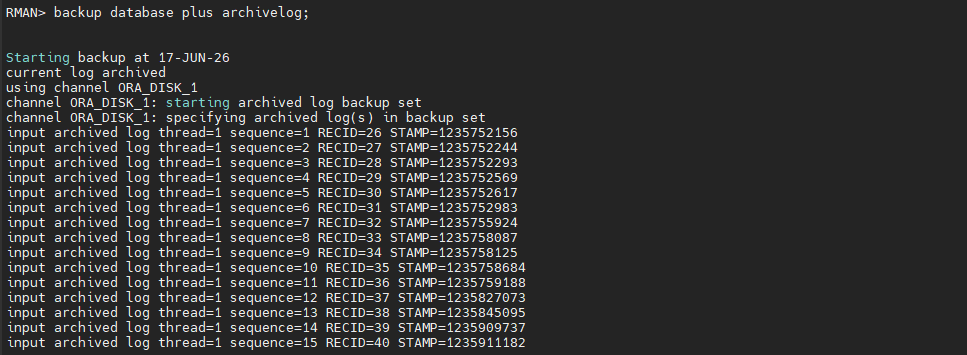 RMAN> backup database plus archivelog;
Starting backup at 17-JUN-26
current log archived
using channel ORA_DISK_1
channel ORA_DISK_1: starting archived log backup set
channel ORA_DISK_1: specifying archived log(s) in backup set
input archived log thread=1 sequence=1 RECID=26 STAMP=1235752156
input archived log thread=1 sequence=2 RECID=27 STAMP=1235752244
input archived log thread=1 sequence=3 RECID=28 STAMP=1235752293
input archived log thread=1 sequence=4 RECID=29 STAMP=1235752569
input archived log thread=1 sequence=5 RECID=30 STAMP=1235752617
input archived log thread=1 sequence=6 RECID=31 STAMP=1235752983
input archived log thread=1 sequence=7 RECID=32 STAMP=1235755924
input archived log thread=1 sequence=8 RECID=33 STAMP=1235758087
input archived log thread=1 sequence=9 RECID=34 STAMP=1235758125
input archived log thread=1 sequence=10 RECID=35 STAMP=1235758684
input archived log thread=1 sequence=11 RECID=36 STAMP=1235759188
input archived log thread=1 sequence=12 RECID=37 STAMP=1235827073
input archived log thread=1 sequence=13 RECID=38 STAMP=1235845095
input archived log thread=1 sequence=14 RECID=39 STAMP=1235909737
input archived log thread=1 sequence=15 RECID=40 STAMP=1235911182